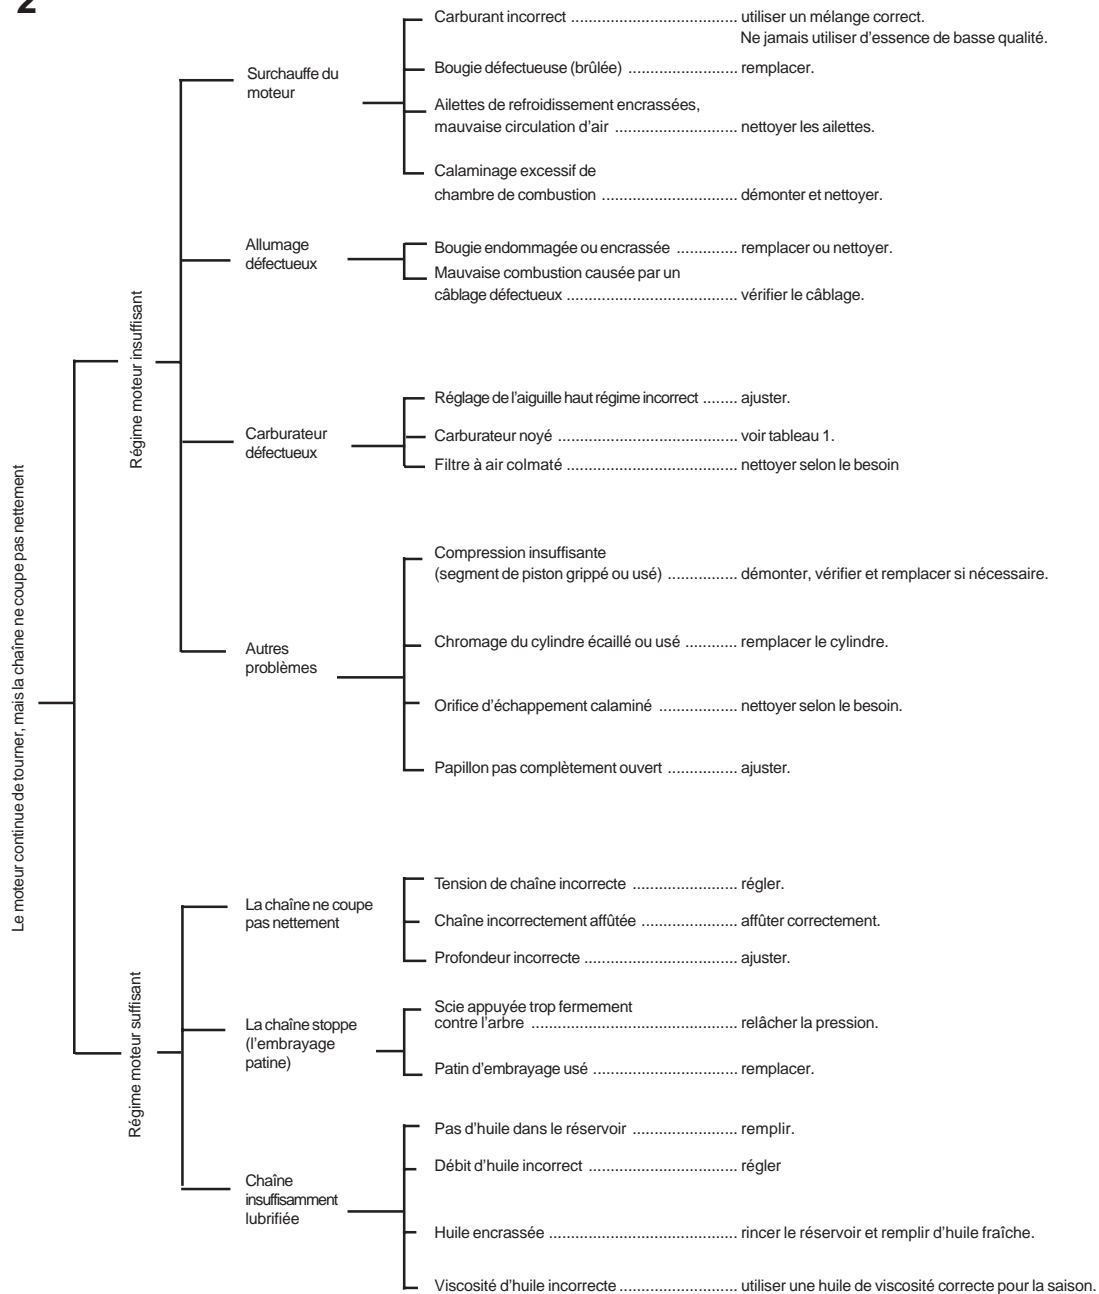 2
Le moteur continue de tourner, mais la chaîne ne coupe pas nettement
Régime moteur insuffisant
Surchauffe du
moteur
Carburant incorrect ....................................... utiliser un mélange correct.
Ne jamais utiliser d'essence de basse qualité.
Bougie défectueuse (brûlée) ......................... remplacer.
Ailettes de refroidissement encrassées,
mauvaise circulation d'air ............................ nettoyer les ailettes.
Calaminage excessif de
chambre de combustion ............................... démonter et nettoyer.
Allumage
défectueux
Bougie endommagée ou encrassée .............. remplacer ou nettoyer.
Mauvaise combustion causée par un
câblage défectueux ....................................... vérifier le câblage.
Carburateur
défectueux
Réglage de l'aiguille haut régime incorrect ........ ajuster.
Carburateur noyé ......................................... voir tableau 1.
Filtre à air colmaté ....................................... nettoyer selon le besoin
Autres
problèmes
Compression insuffisante
(segment de piston grippé ou usé) ................ démonter, vérifier et remplacer si nécessaire.
Chromage du cylindre écaillé ou usé ............ remplacer le cylindre.
Orifice d'échappement calaminé .................. nettoyer selon le besoin.
Papillon pas complètement ouvert ................ ajuster.
Régime moteur suffisant
La chaîne ne coupe
pas nettement
Tension de chaîne incorrecte ........................ régler.
Chaîne incorrectement affûtée ...................... affûter correctement.
Profondeur incorrecte ................................... ajuster.
La chaîne stoppe
(l'embrayage
patine)
Scie appuyée trop fermement
contre l'arbre ............................................... relâcher la pression.
Patin d'embrayage usé ................................. remplacer.
Chaîne
insuffisamment
lubrifiée
Pas d'huile dans le réservoir ........................ remplir.
Débit d'huile incorrect .................................. régler
Huile encrassée ........................................... rincer le réservoir et remplir d'huile fraîche.
Viscosité d'huile incorrecte ........................... utiliser une huile de viscosité correcte pour la saison.